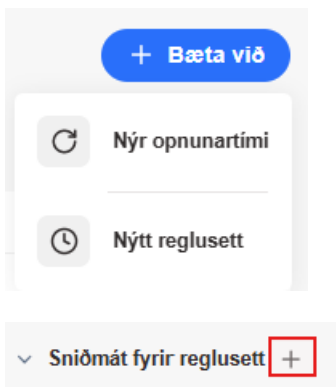 + Bæta við
Nýr opnunartími
Nýtt reglusett
Sniðmát fyrir reglusett +